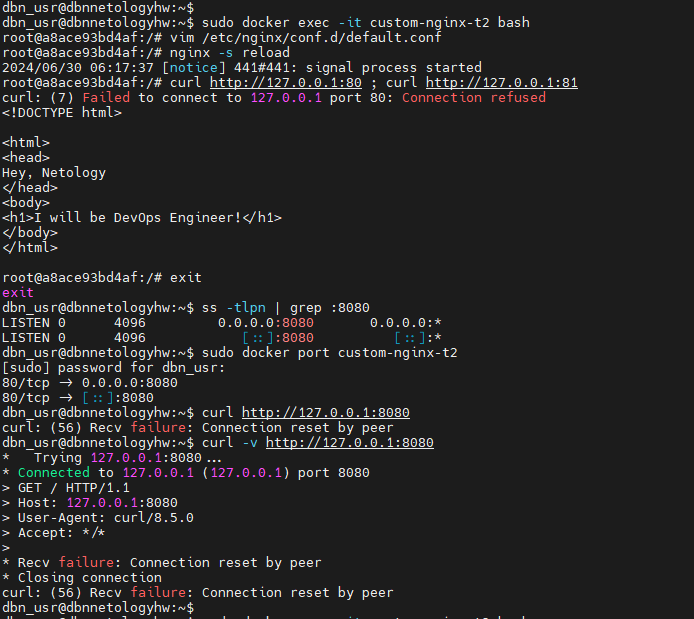 dbn_usr@dbnnetologyhw:~$
dbn_usr@dbnnetologyhw:~$ sudo docker exec -it custom-nginx-t2 bash
root@a8ace93bd4af:/# vim /etc/nginx/conf.d/default.conf
root@a8ace93bd4af:/# nginx -s reload
2024/06/30 06:17:37 [notice] 441#441: signal process started
root@a8ace93bd4af:/# curl http://127.0.0.1:80 ; curl http://127.0.0.1:81
curl: (7) Failed to connect to 127.0.0.1 port 80: Connection refused
<!DOCTYPE html>
<html>
<head>
Hey, Netology
</head>
<body>
<h1>I will be DevOps Engineer!</h1>
</body>
</html>
root@a8ace93bd4af:/# exit
exit
dbn_usr@dbnnetologyhw:~$ ss -tlpn | grep :8080
LISTEN 0      4096         0.0.0.0:8080       0.0.0.0:*
LISTEN 0      4096            [::]:8080          [::]:*
dbn_usr@dbnnetologyhw:~$ sudo docker port custom-nginx-t2
[sudo] password for dbn_usr:
80/tcp -> 0.0.0.0:8080
80/tcp -> [::]:8080
dbn_usr@dbnnetologyhw:~$ curl http://127.0.0.1:8080
curl: (56) Recv failure: Connection reset by peer
dbn_usr@dbnnetologyhw:~$ curl -v http://127.0.0.1:8080
*   Trying 127.0.0.1:8080...
* Connected to 127.0.0.1 (127.0.0.1) port 8080
> GET / HTTP/1.1
> Host: 127.0.0.1:8080
> User-Agent: curl/8.5.0
> Accept: */*
>
* Recv failure: Connection reset by peer
* Closing connection
curl: (56) Recv failure: Connection reset by peer
dbn_usr@dbnnetologyhw:~$